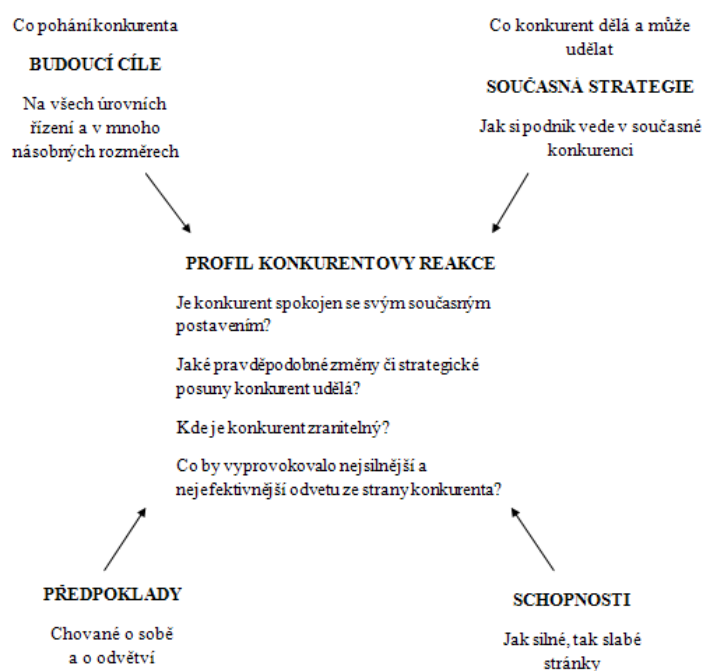 Co pohání konkurenta
BUDOUCÍ CÍLE
Na všech úrovních
řízení a v mnoho
násobných rozměrech
Co konkurent dělá a může
udělat
SOUČASNÁ STRATEGIE
Jak si podnik vede v současné
konkurenci
PROFIL KONKURENTOVY REAKCE
Je konkurent spokojen se svým současným
postavením?
Jaké pravděpodobné změny či strategické
posuny konkurent udělá?
Kde je konkurent zranitelný?
Co by vyprovokovalo nejsilnější a
nejefektivnější odvetu ze strany konkurenta?
PŘEDPOKLADY
Chované o sobě
a o odvětví
SCHOPNOSTI
Jak silné, tak slabé
stránky